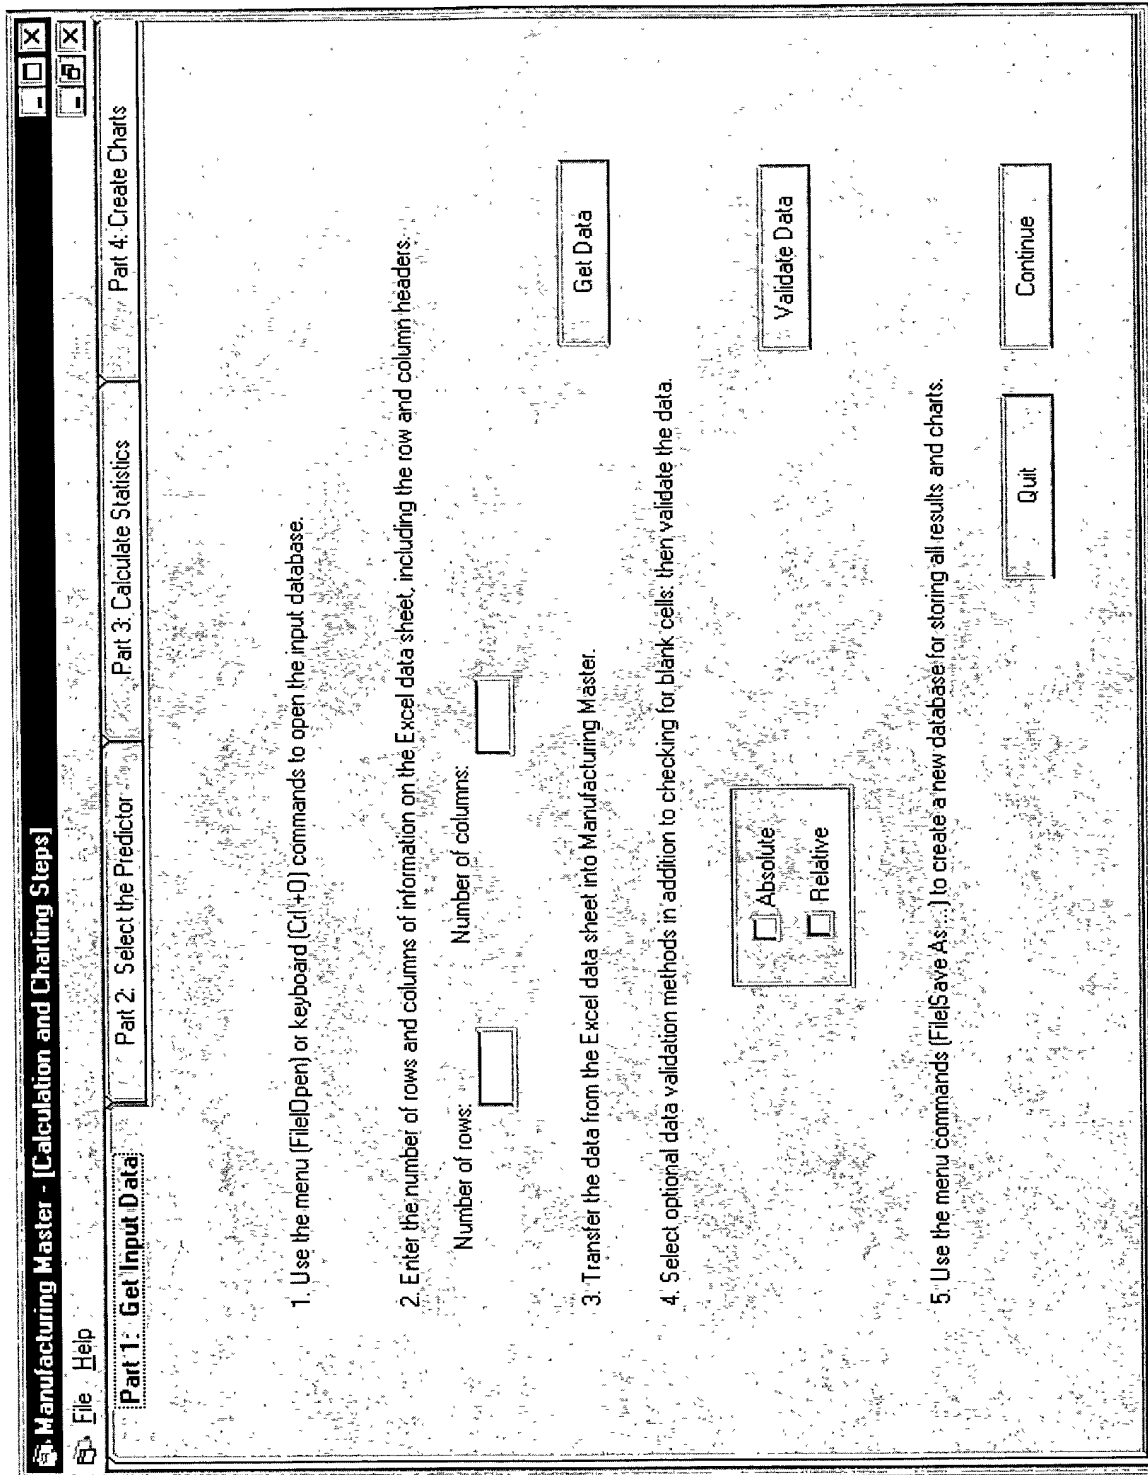 Manufacturing Master - [Calculation and Charting Steps]
File Help
Part 1: Get Input Data
Part 2: Select the Predictor
Part 3: Calculate Statistics
Part 4: Create Charts
1. Use the menu (File|Open) or keyboard (Crl +O) commands to open the input database.
2. Enter the number of rows and columns of information on the Excel data sheet, including the row and column headers.
Number of rows:
Number of columns:
3. Transfer the data from the Excel data sheet into Manufacturing Master.
Get Data
4. Select optional data validation methods in addition to checking for blank cells: then validate the data.
Absolute
Relative
Validate Data
5. Use the menu commands (File|Save As ...) to create a new database for storing all results and charts.
Quit
Continue